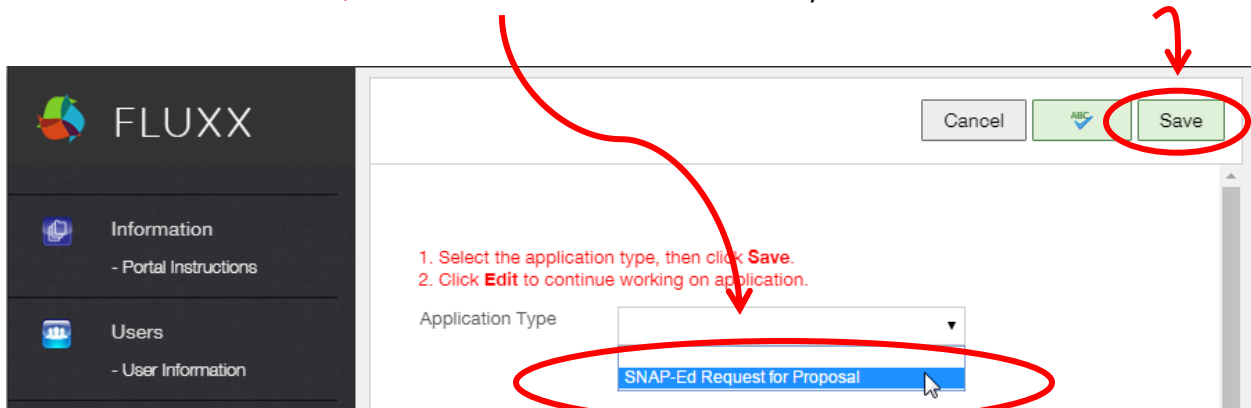 FLUXX
Cancel
ABC
Save
Information
- Portal Instructions
1. Select the application type, then click Save.
2. Click Edit to continue working on application.
Application Type
Users
- User Information
SNAP-Ed Request for Proposal